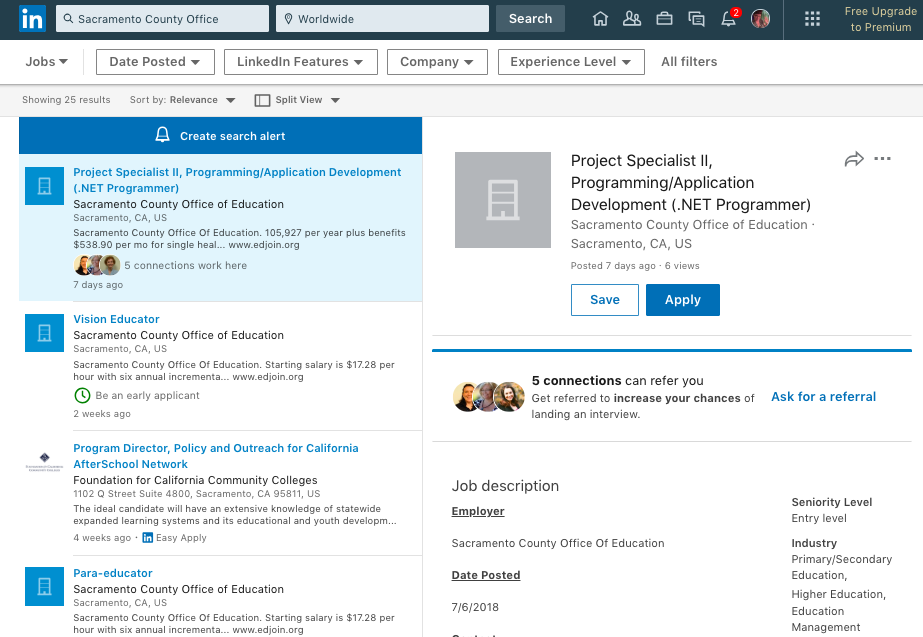 in
Sacramento County Office
Worldwide
Search
2
Free Upgrade
to Premium
Jobs
Date Posted
LinkedIn Features
Company
Experience Level
All filters
Showing 25 results
Sort by: Relevance
Split View
Create search alert
Project Specialist II, Programming/Application Development
(.NET Programmer)
Sacramento County Office of Education
Sacramento, CA, US
Sacramento County Office of Education. 105,927 per year plus benefits
$538.90 per mo for single heal... www.edjoin.org
5 connections work here
7 days ago
Vision Educator
Sacramento County Office of Education
Sacramento, CA, US
Sacramento County Office of Education. Starting salary is $17.28 per
hour with six annual incrementa... www.edjoin.org
Be an early applicant
2 weeks ago
Program Director, Policy and Outreach for California
AfterSchool Network
Foundation for California Community Colleges
1102 Q Street Suite 4800, Sacramento, CA 95811, US
The ideal candidate will have an extensive knowledge of statewide
expanded learning systems and its educational and youth developm...
4 weeks ago · in Easy Apply
Para-educator
Sacramento County Office of Education
Sacramento, CA, US
Sacramento County Office of Education. Starting salary is $17.28 per
hour with six annual incrementa... www.edjoin.org
Project Specialist II,
Programming/Application
Development (.NET Programmer)
Sacramento County Office of Education ·
Sacramento, CA, US
Posted 7 days ago · 6 views
Save
Apply
5 connections can refer you
Get referred to increase your chances of
landing an interview.
Ask for a referral
Job description
Employer
Sacramento County Office Of Education
Date Posted
7/6/2018
Seniority Level
Entry level
Industry
Primary/Secondary
Education,
Higher Education,
Education
Management